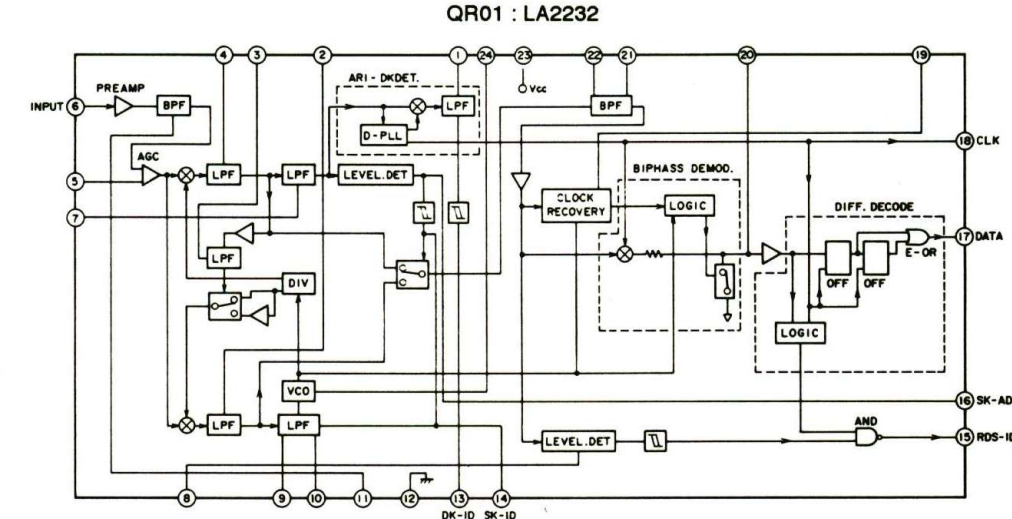 QR01 : LA2232
4 3 2 1 24 23 22 21 20 19
ARI - DKDET.
PREAMP
Vcc
INPUT 6
BPF
LPF
BPF
D-PLL
18 CLK
AGC
BIPHASS DEMOD.
5
LPF
LPF
LEVEL.DET
CLOCK
RECOVERY
LOGIC
DIFF. DECODE
7
17 DATA
E-OR
LPF
DIV
OFF
OFF
LOGIC
VCO
16 SK-AD
LPF
LPF
AND
LEVEL.DET
15 RDS-ID
8 9 10 11 12 13 14
DK-ID SK-ID